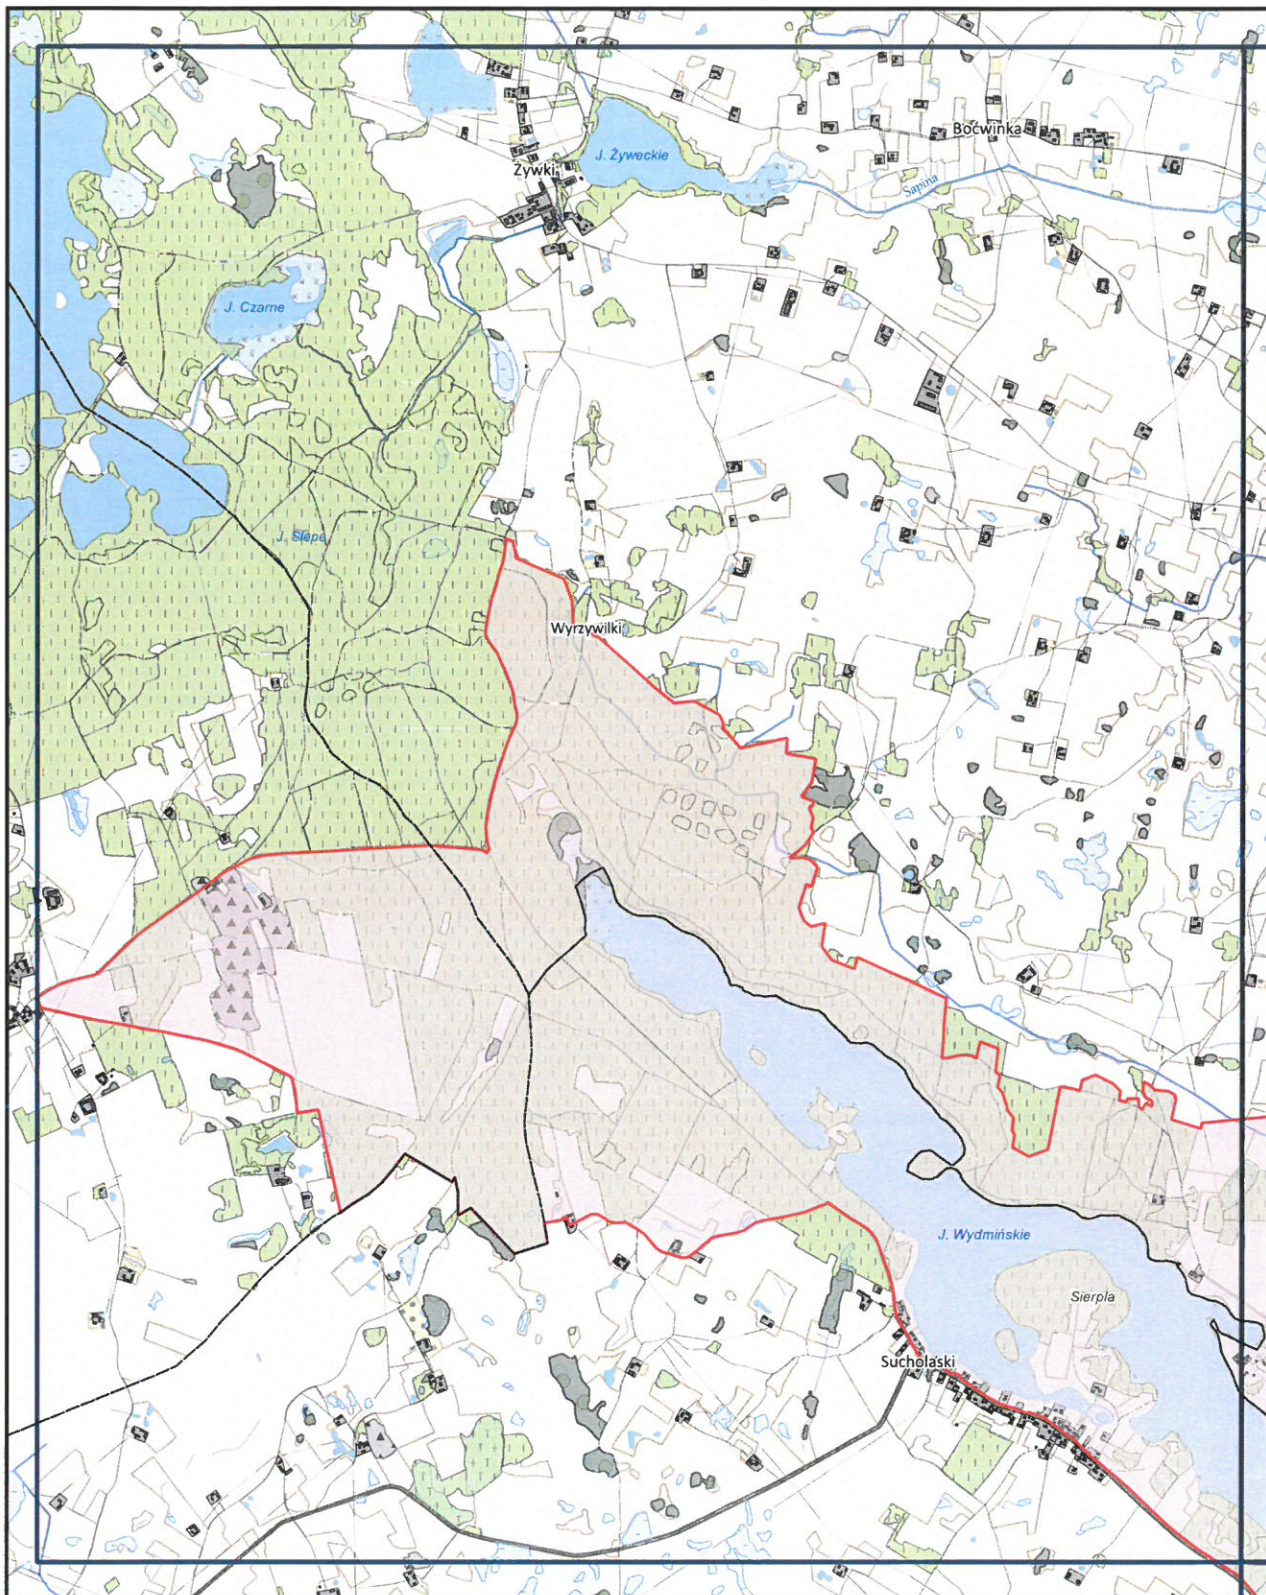 Boćwinka
J. Żyweckie
Żywki
Sapina
J. Czarne
J. Ślepe
Wyrzywilki
J. Wydmińskie
Sierpla
Sucholaski